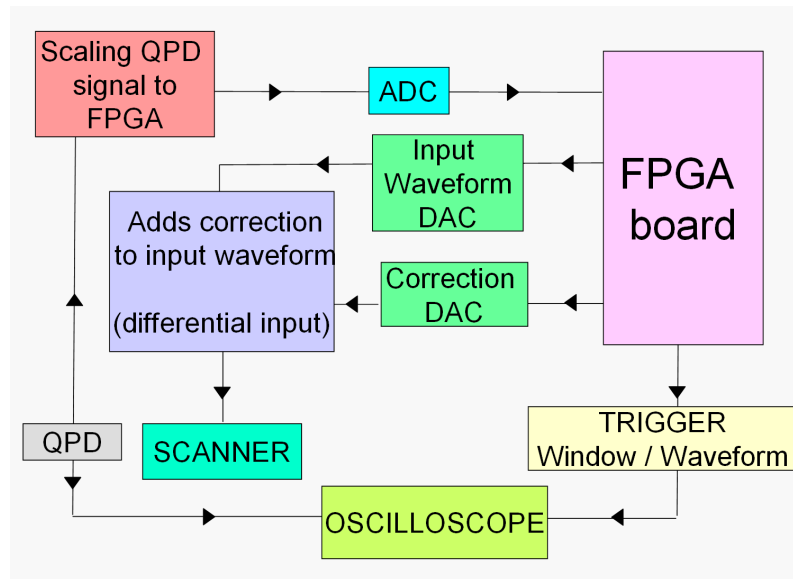 Scaling QPD
signal to
FPGA
ADC
FPGA
board
Input
Waveform
DAC
Adds correction
to input waveform
(differential input)
Correction
DAC
QPD
SCANNER
TRIGGER
Window / Waveform
OSCILLOSCOPE